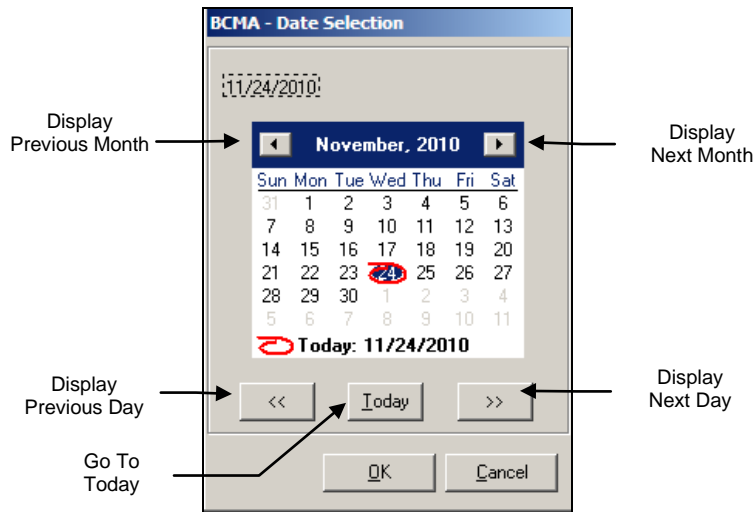 BCMA - Date Selection
11/24/2010
Display
Previous Month
November, 2010
Display
Next Month
Sun Mon Tue Wed Thu Fri Sat
31 1 2 3 4 5 6
7 8 9 10 11 12 13
14 15 16 17 18 19 20
21 22 23 24 25 26 27
28 29 30 1 2 3 4
5 6 7 8 9 10 11
Today: 11/24/2010
Display
Previous Day
<< Today >>
Display
Next Day
Go To
Today
OK Cancel